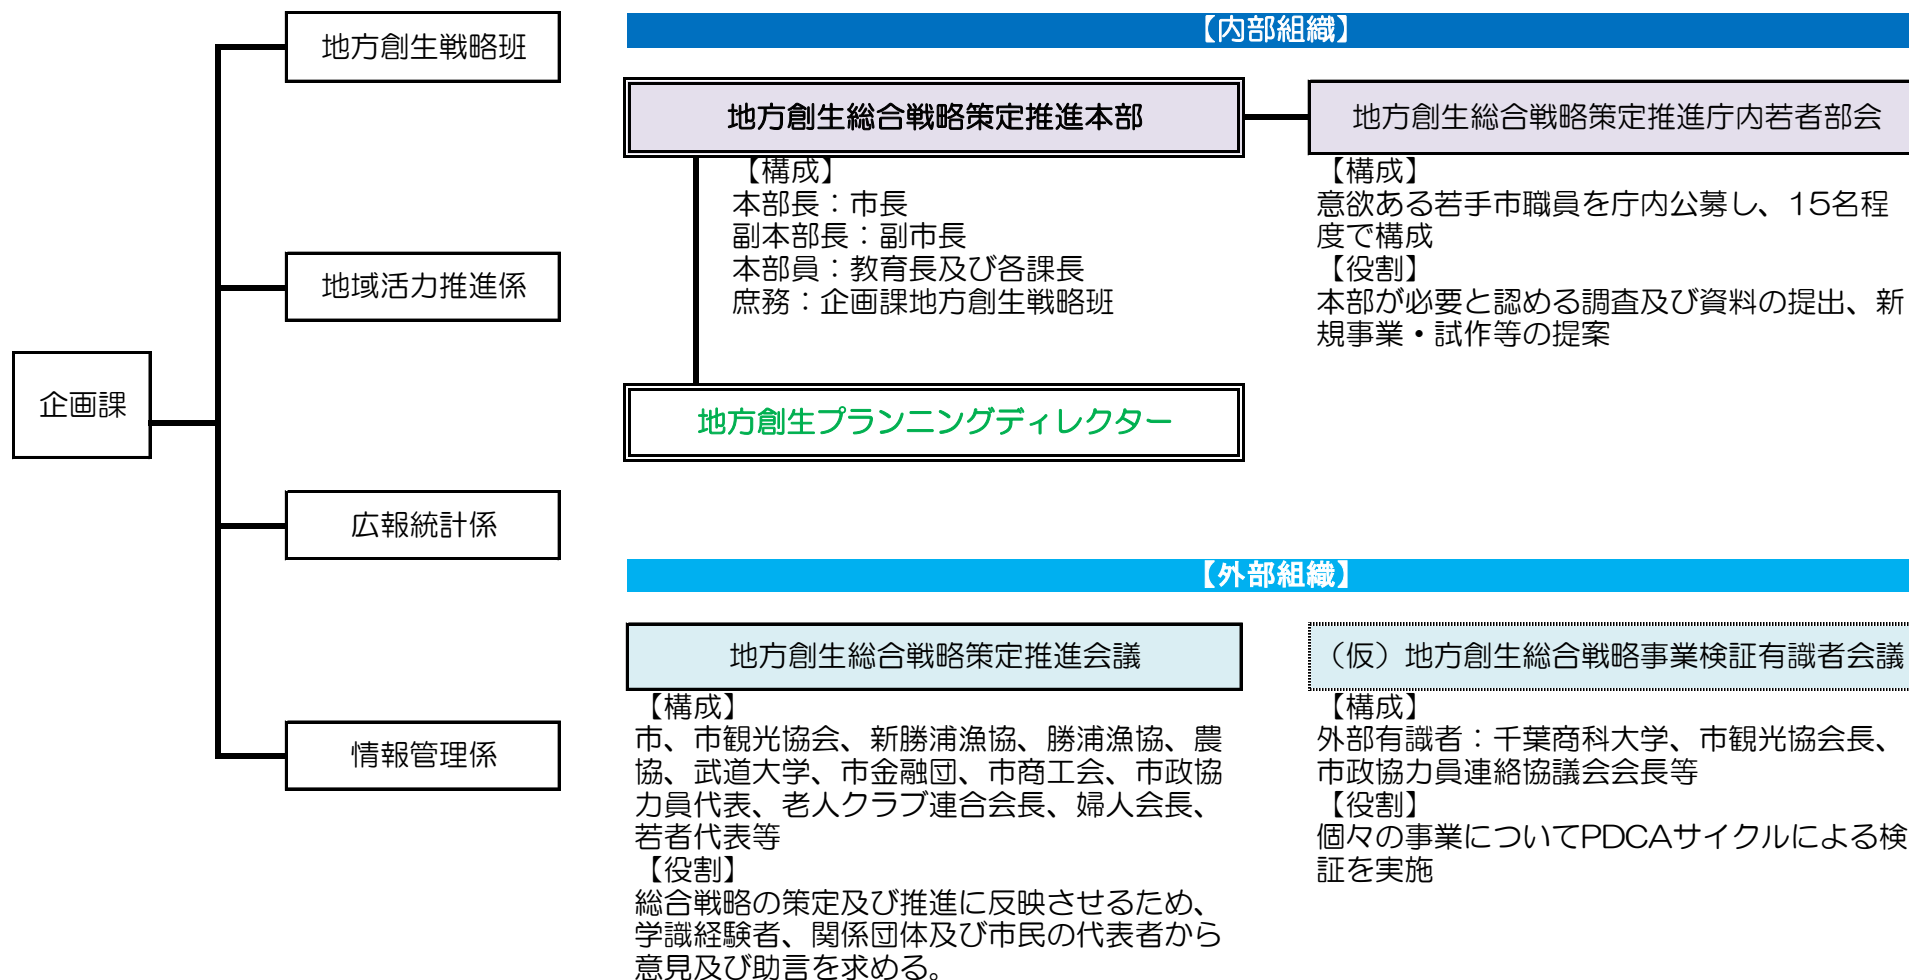 企画課
地方創生戦略班
地域活力推進係
広報統計係
情報管理係
【内部組織】
地方創生総合戦略策定推進本部
【構成】
本部長：市長
副本部長：副市長
本部員：教育長及び各課長
庶務：企画課地方創生戦略班
地方創生プランニングディレクター
地方創生総合戦略策定推進庁内若者部会
【構成】
意欲ある若手市職員を庁内公募し、15名程
度で構成
【役割】
本部が必要と認める調査及び資料の提出、新
規事業・試作等の提案
【外部組織】
地方創生総合戦略策定推進会議
【構成】
市、市観光協会、新勝浦漁協、勝浦漁協、農
協、武道大学、市金融団、市商工会、市政協
力員代表、老人クラブ連合会長、婦人会長、
若者代表等
【役割】
総合戦略の策定及び推進に反映させるため、
学識経験者、関係団体及び市民の代表者から
意見及び助言を求める。
（仮）地方創生総合戦略事業検証有識者会議
【構成】
外部有識者：千葉商科大学、市観光協会長、
市政協力員連絡協議会会長等
【役割】
個々の事業についてPDCAサイクルによる検
証を実施